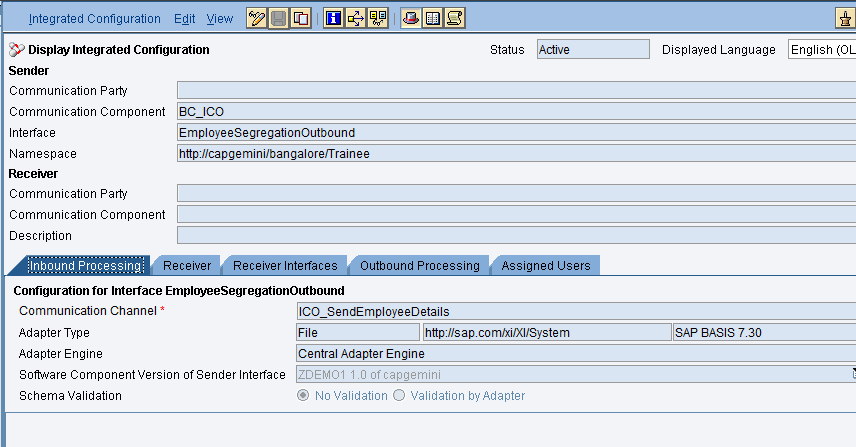 Integrated Configuration Edit View
Display Integrated Configuration Status Active Displayed Language English (OL
Sender
Communication Party
Communication Component BC_ICO
Interface EmployeeSegregationOutbound
Namespace http://capgemini/bangalore/Trainee
Receiver
Communication Party
Communication Component
Description
Inbound Processing Receiver Receiver Interfaces Outbound Processing Assigned Users
Configuration for Interface EmployeeSegregationOutbound
Communication Channel * ICO_SendEmployeeDetails
Adapter Type File http://sap.com/xi/XI/System SAP BASIS 7.30
Adapter Engine Central Adapter Engine
Software Component Version of Sender Interface ZDEMO1 1.0 of capgemini
Schema Validation No Validation Validation by Adapter